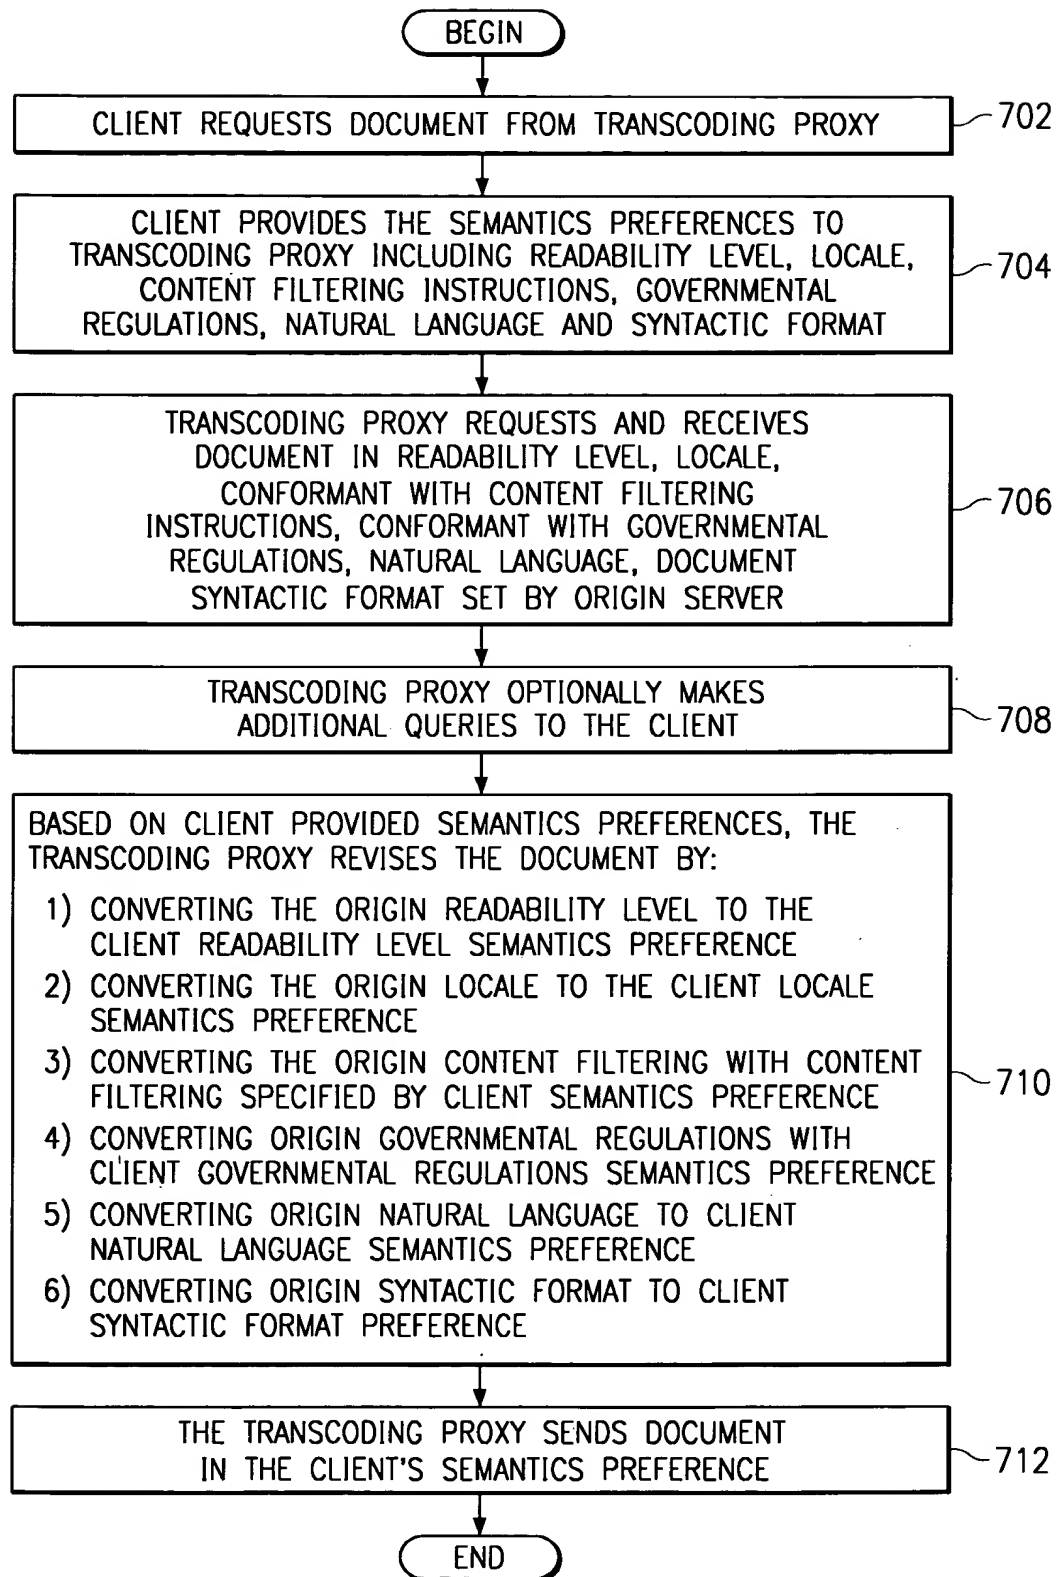 BEGIN
CLIENT REQUESTS DOCUMENT FROM TRANSCODING PROXY
702
CLIENT PROVIDES THE SEMANTICS PREFERENCES TO
TRANSCODING PROXY INCLUDING READABILITY LEVEL, LOCALE,
CONTENT FILTERING INSTRUCTIONS, GOVERNMENTAL
REGULATIONS, NATURAL LANGUAGE AND SYNTACTIC FORMAT
704
TRANSCODING PROXY REQUESTS AND RECEIVES
DOCUMENT IN READABILITY LEVEL, LOCALE,
CONFORMANT WITH CONTENT FILTERING
INSTRUCTIONS, CONFORMANT WITH GOVERNMENTAL
REGULATIONS, NATURAL LANGUAGE, DOCUMENT
SYNTACTIC FORMAT SET BY ORIGIN SERVER
706
TRANSCODING PROXY OPTIONALLY MAKES
ADDITIONAL QUERIES TO THE CLIENT
708
BASED ON CLIENT PROVIDED SEMANTICS PREFERENCES, THE
TRANSCODING PROXY REVISES THE DOCUMENT BY:
1) CONVERTING THE ORIGIN READABILITY LEVEL TO THE
CLIENT READABILITY LEVEL SEMANTICS PREFERENCE
2) CONVERTING THE ORIGIN LOCALE TO THE CLIENT LOCALE
SEMANTICS PREFERENCE
3) CONVERTING THE ORIGIN CONTENT FILTERING WITH CONTENT
FILTERING SPECIFIED BY CLIENT SEMANTICS PREFERENCE
4) CONVERTING ORIGIN GOVERNMENTAL REGULATIONS WITH
CLIENT GOVERNMENTAL REGULATIONS SEMANTICS PREFERENCE
5) CONVERTING ORIGIN NATURAL LANGUAGE TO CLIENT
NATURAL LANGUAGE SEMANTICS PREFERENCE
6) CONVERTING ORIGIN SYNTACTIC FORMAT TO CLIENT
SYNTACTIC FORMAT PREFERENCE
710
THE TRANSCODING PROXY SENDS DOCUMENT
IN THE CLIENT'S SEMANTICS PREFERENCE
712
END